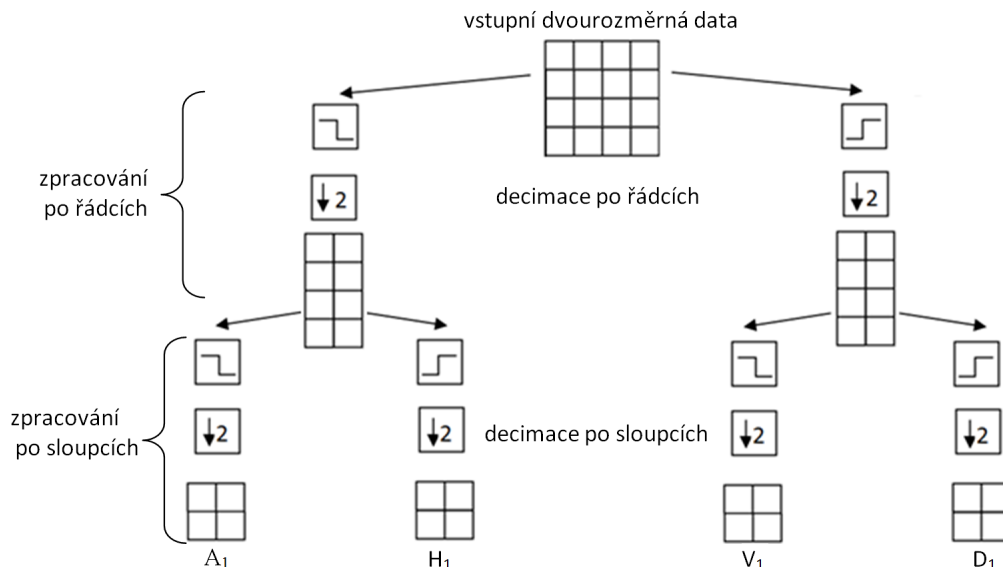 vstupní dvourozměrná data
zpracování
po řádcích
↓2
decimace po řádcích
↓2
zpracování
po sloupcích
↓2
↓2
decimace po sloupcích
↓2
↓2
A₁
H₁
V₁
D₁